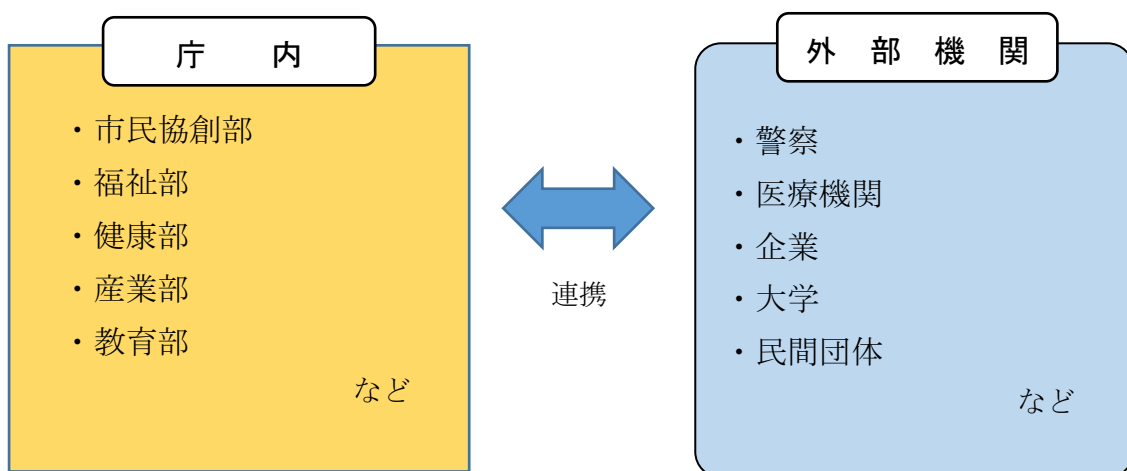 庁 内
・市民協創部
・福祉部
・健康部
・産業部
・教育部
など
連携
外 部 機 関
・警察
・医療機関
・企業
・大学
・民間団体
など